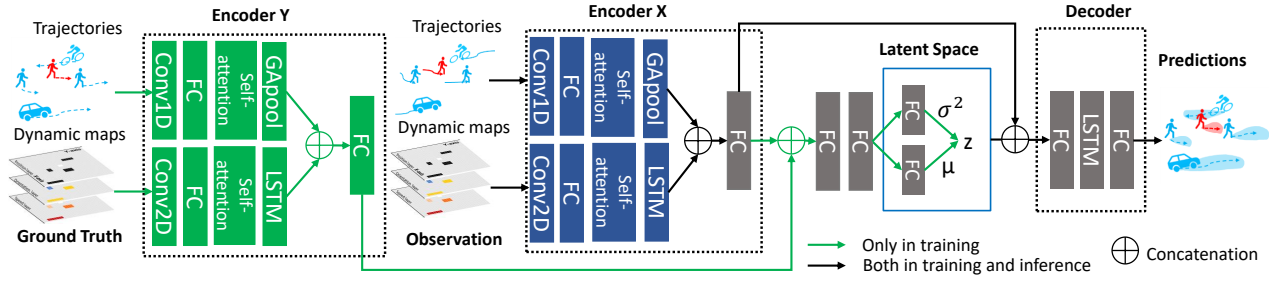 Encoder Y
Encoder X
Decoder
Trajectories
Conv1D
FC
Self-
attention
GApool
Dynamic maps
Conv2D
FC
Self-
attention
LSTM
Ground Truth
FC
Trajectories
Conv1D
FC
Self-
attention
GApool
Dynamic maps
Conv2D
FC
Self-
attention
LSTM
Observation
FC
FC
FC
Latent Space
FC
σ²
z
FC
μ
FC
LSTM
FC
Predictions
Only in training
Both in training and inference
Concatenation